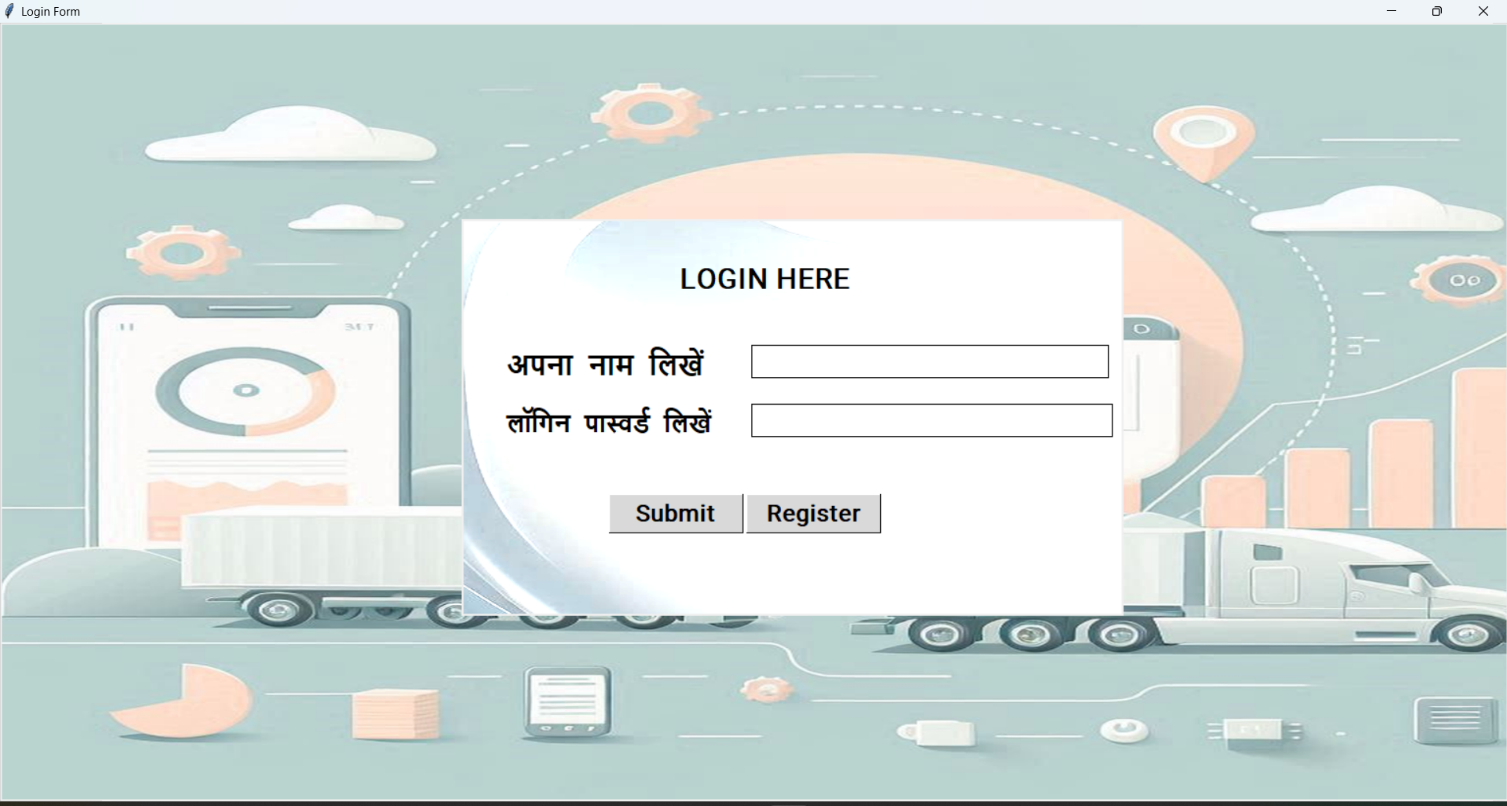 Login Form
LOGIN HERE
अपना नाम लिखें
लॉगिन पास्वर्ड लिखें
Submit Register